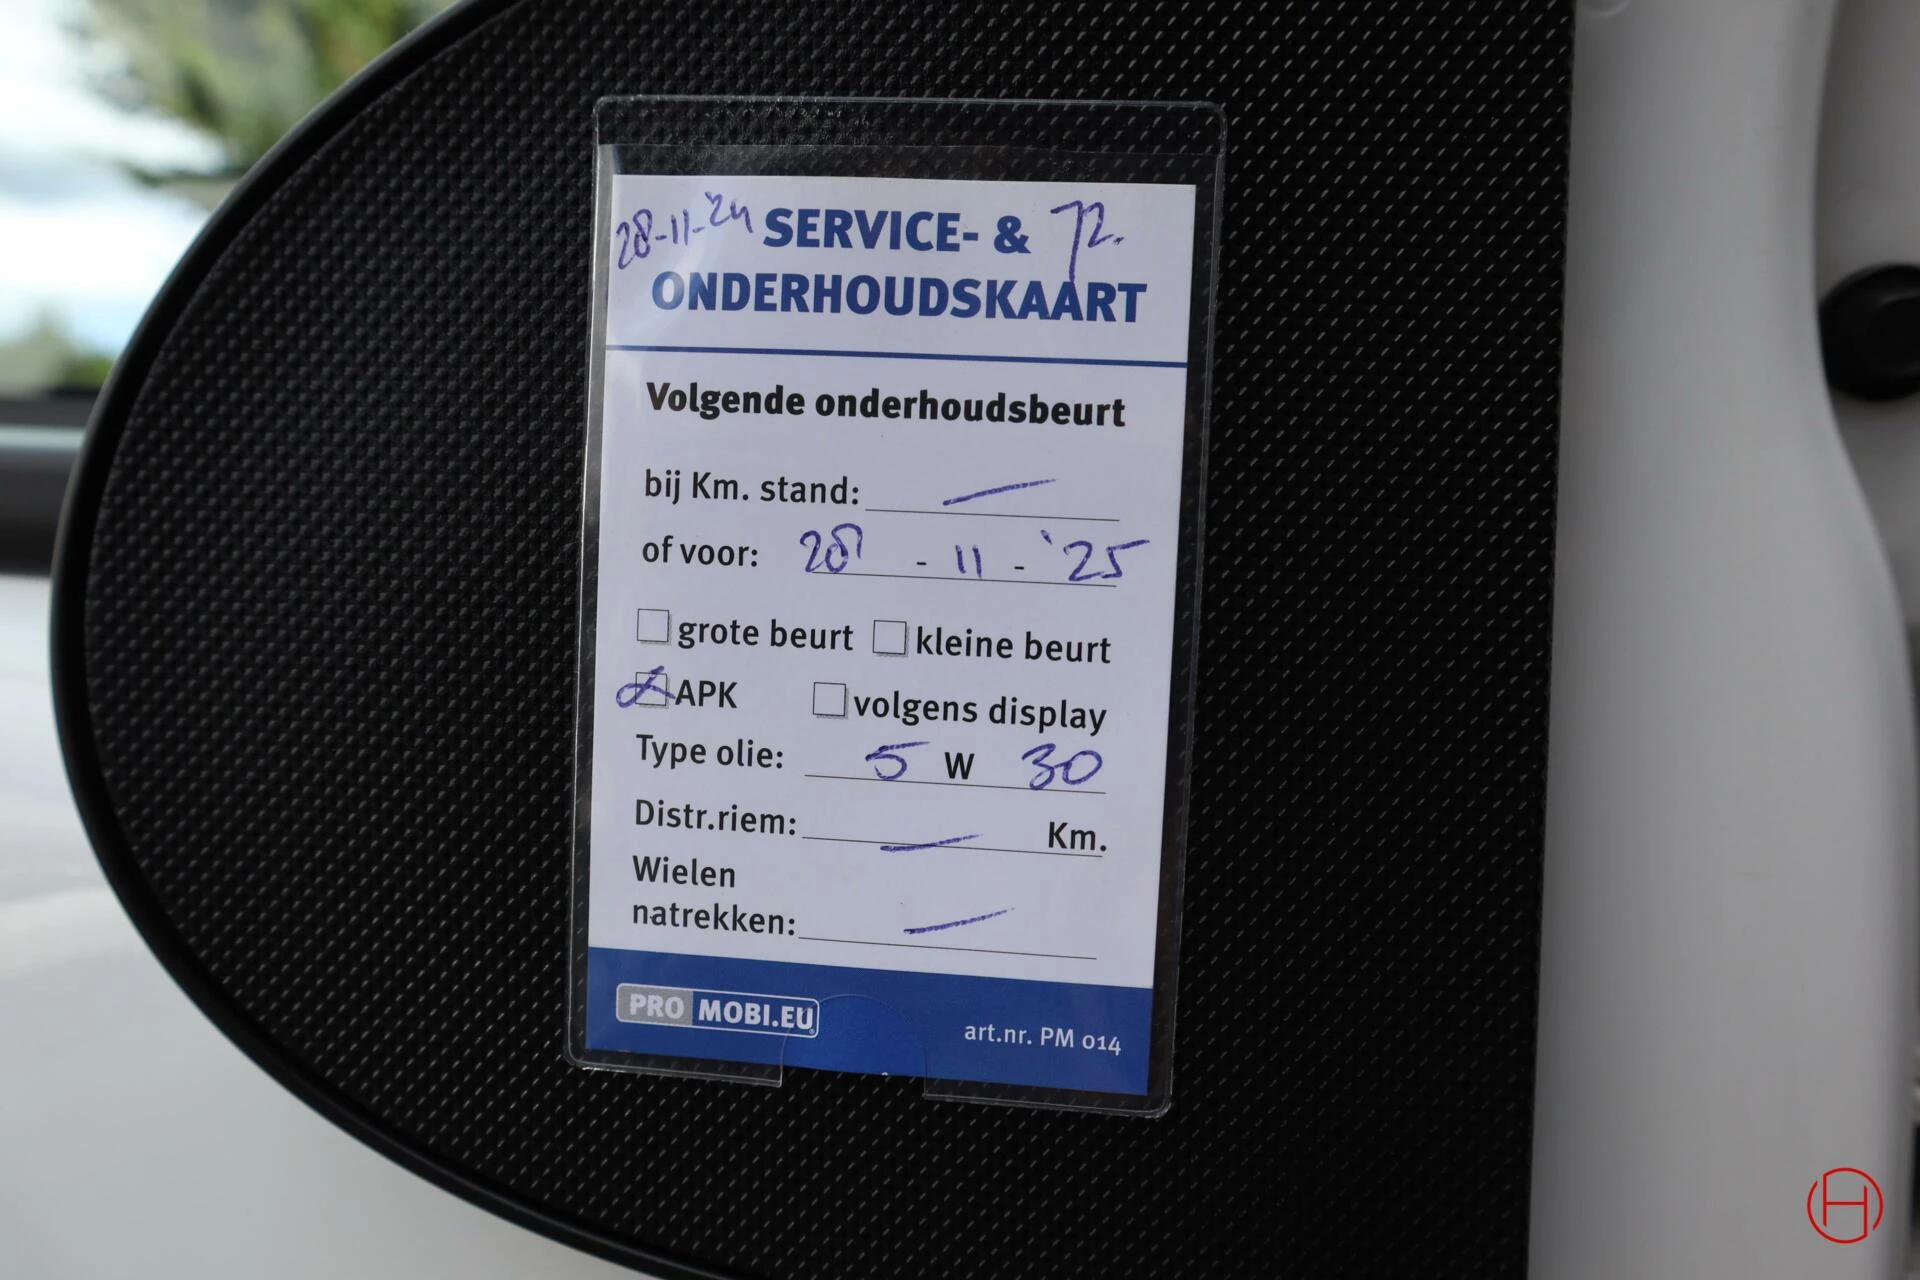 28-11-'24 SERVICE- & 72.
ONDERHOUDSKAART
Volgende onderhoudsbeurt
bij Km. stand: —
of voor: 28 - 11 - '25
grote beurt kleine beurt
APK volgens display
Type olie: 5 W 30
Distr.riem: — Km.
Wielen
natrekken: —
PRO MOBI.EU
art.nr. PM 014